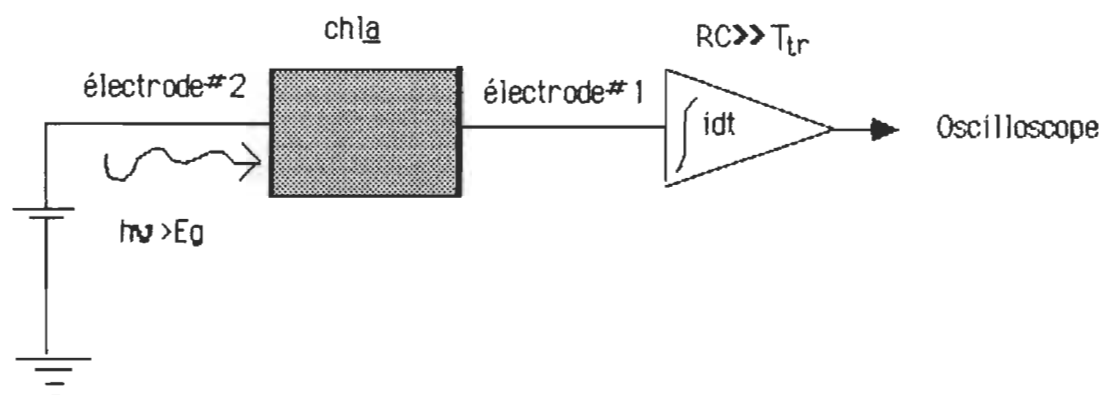 chla
RC>>Ttr
électrode#2
électrode#1
∫idt
Oscilloscope
hν>Eg